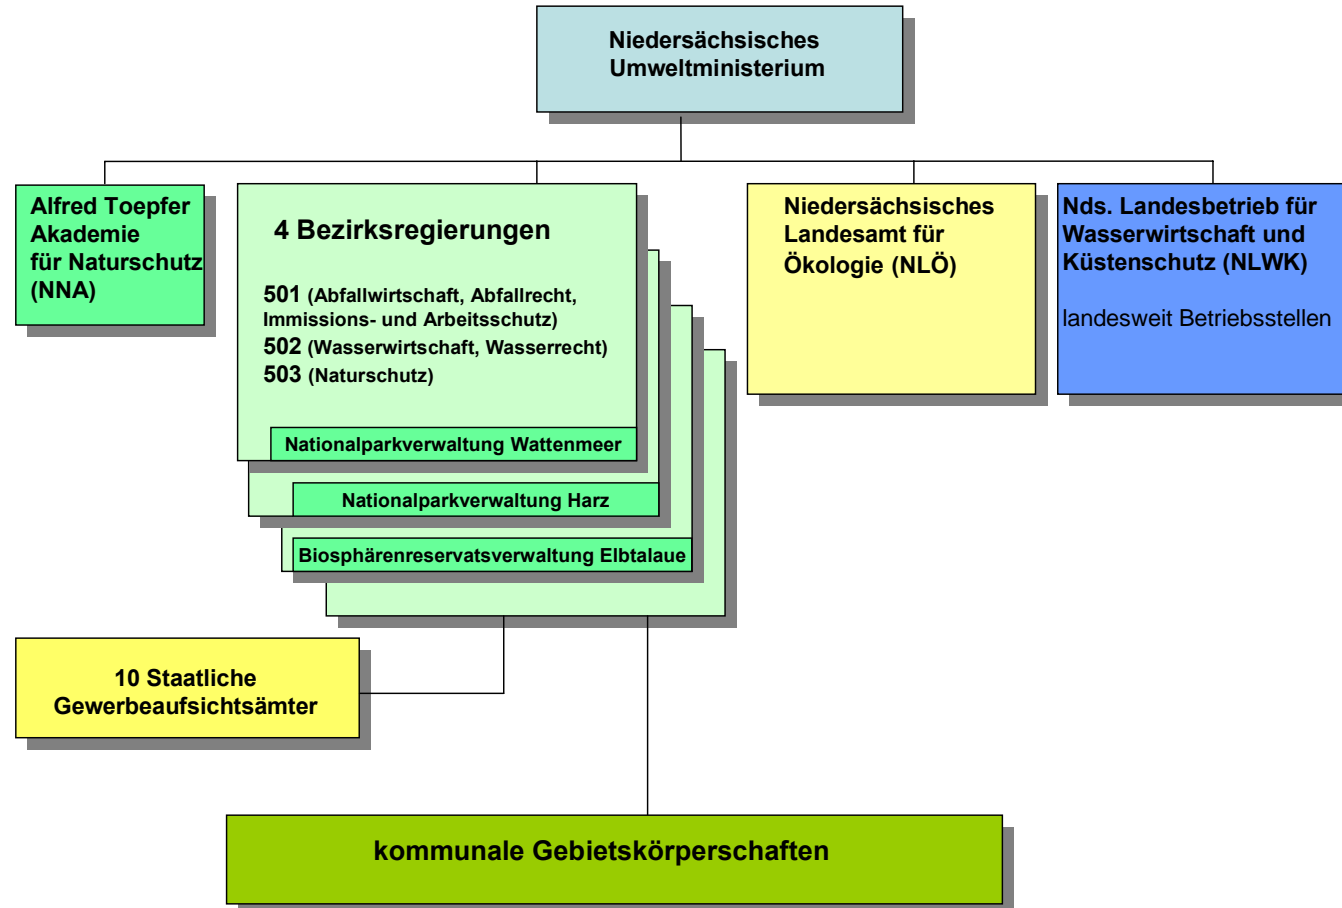 Niedersächsisches
Umweltministerium
Alfred Toepfer
Akademie
für Naturschutz
(NNA)
4 Bezirksregierungen
501 (Abfallwirtschaft, Abfallrecht,
Immissions- und Arbeitsschutz)
502 (Wasserwirtschaft, Wasserrecht)
503 (Naturschutz)
Nationalparkverwaltung Wattenmeer
Nationalparkverwaltung Harz
Biosphärenreservatsverwaltung Elbtalaue
Niedersächsisches
Landesamt für
Ökologie (NLÖ)
Nds. Landesbetrieb für
Wasserwirtschaft und
Küstenschutz (NLWK)
landesweit Betriebsstellen
10 Staatliche
Gewerbeaufsichtsämter
kommunale Gebietskörperschaften